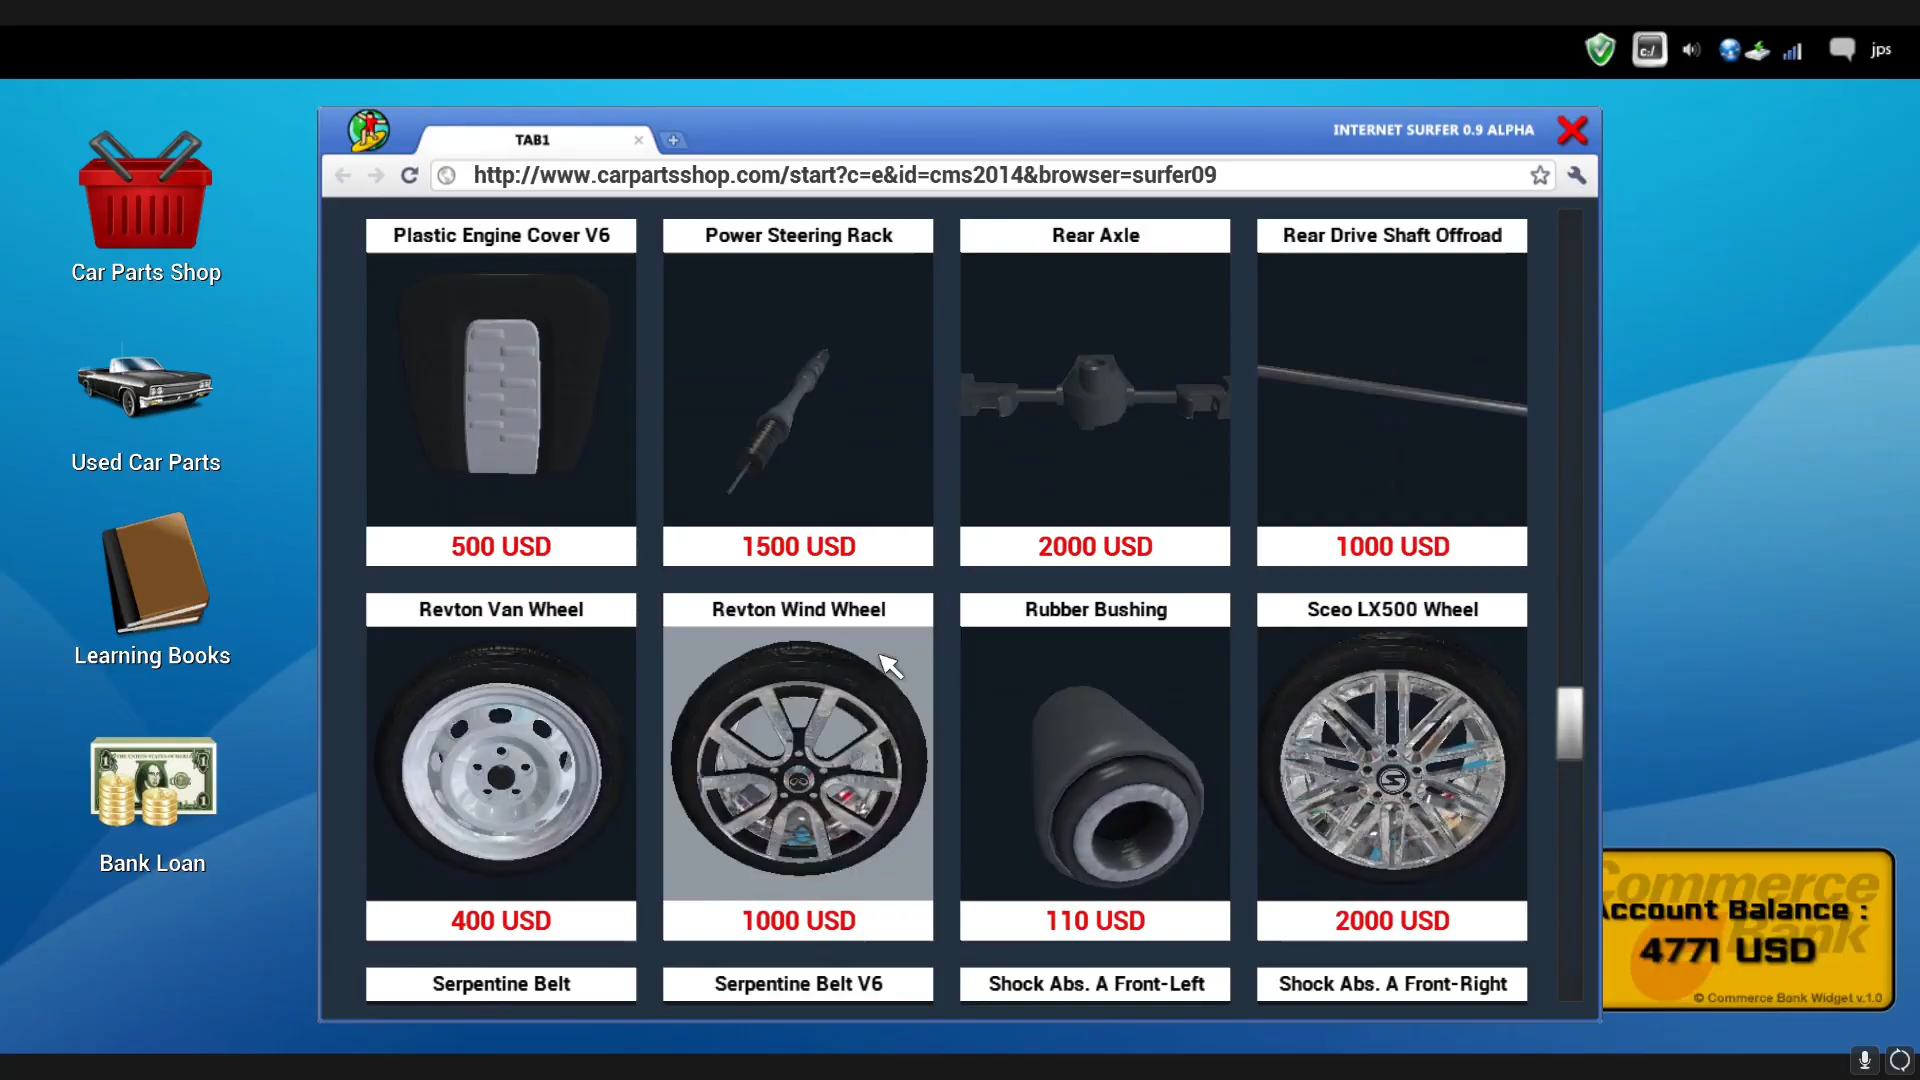 c:/
jps
TAB1
INTERNET SURFER 0.9 ALPHA
http://www.carpartsshop.com/start?c=e&id=cms2014&browser=surfer09
Car Parts Shop
Used Car Parts
Learning Books
Bank Loan
Plastic Engine Cover V6
Power Steering Rack
Rear Axle
Rear Drive Shaft Offroad
500 USD
1500 USD
2000 USD
1000 USD
Revton Van Wheel
Revton Wind Wheel
Rubber Bushing
Sceo LX500 Wheel
400 USD
1000 USD
110 USD
2000 USD
Serpentine Belt
Serpentine Belt V6
Shock Abs. A Front-Left
Shock Abs. A Front-Right
Commerce
Bank
Account Balance :
4771 USD
© Commerce Bank Widget v.1.0